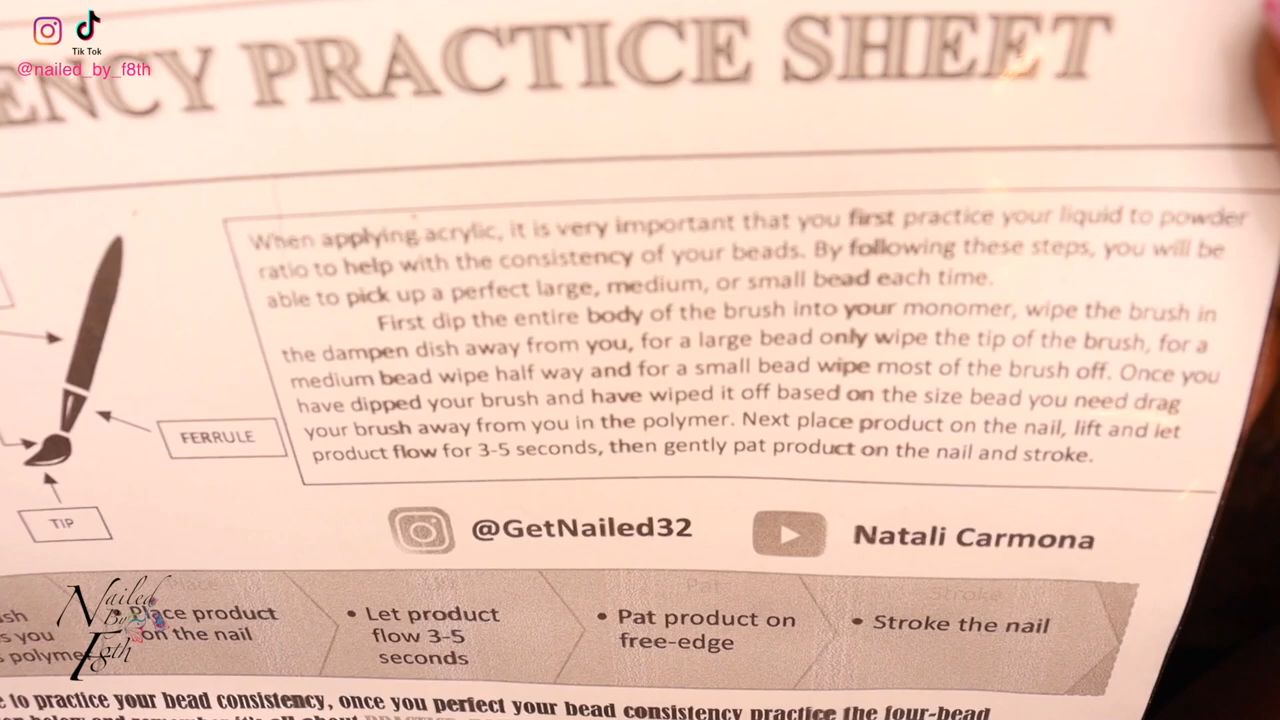 Tik Tok
@nailed_by_f8th
ENCY PRACTICE SHEET
When applying acrylic, it is very important that you first practice your liquid to powder
ratio to help with the consistency of your beads. By following these steps, you will be
able to pick up a perfect large, medium, or small bead each time.
First dip the entire body of the brush into your monomer, wipe the brush in
the dampen dish away from you, for a large bead only wipe the tip of the brush, for a
medium bead wipe half way and for a small bead wipe most of the brush off. Once you
have dipped your brush and have wiped it off based on the size bead you need drag
your brush away from you in the polymer. Next place product on the nail, lift and let
product flow for 3-5 seconds, then gently pat product on the nail and stroke.
FERRULE
TIP
@GetNailed32
Natali Carmona
Place
Pat
Stroke
• Place product
on the nail
• Let product
flow 3-5
seconds
• Pat product on
free-edge
• Stroke the nail
s you
polyme
Nailed
By
F8th
e to practice your bead consistency, once you perfect your bead consistency practice the four-bead